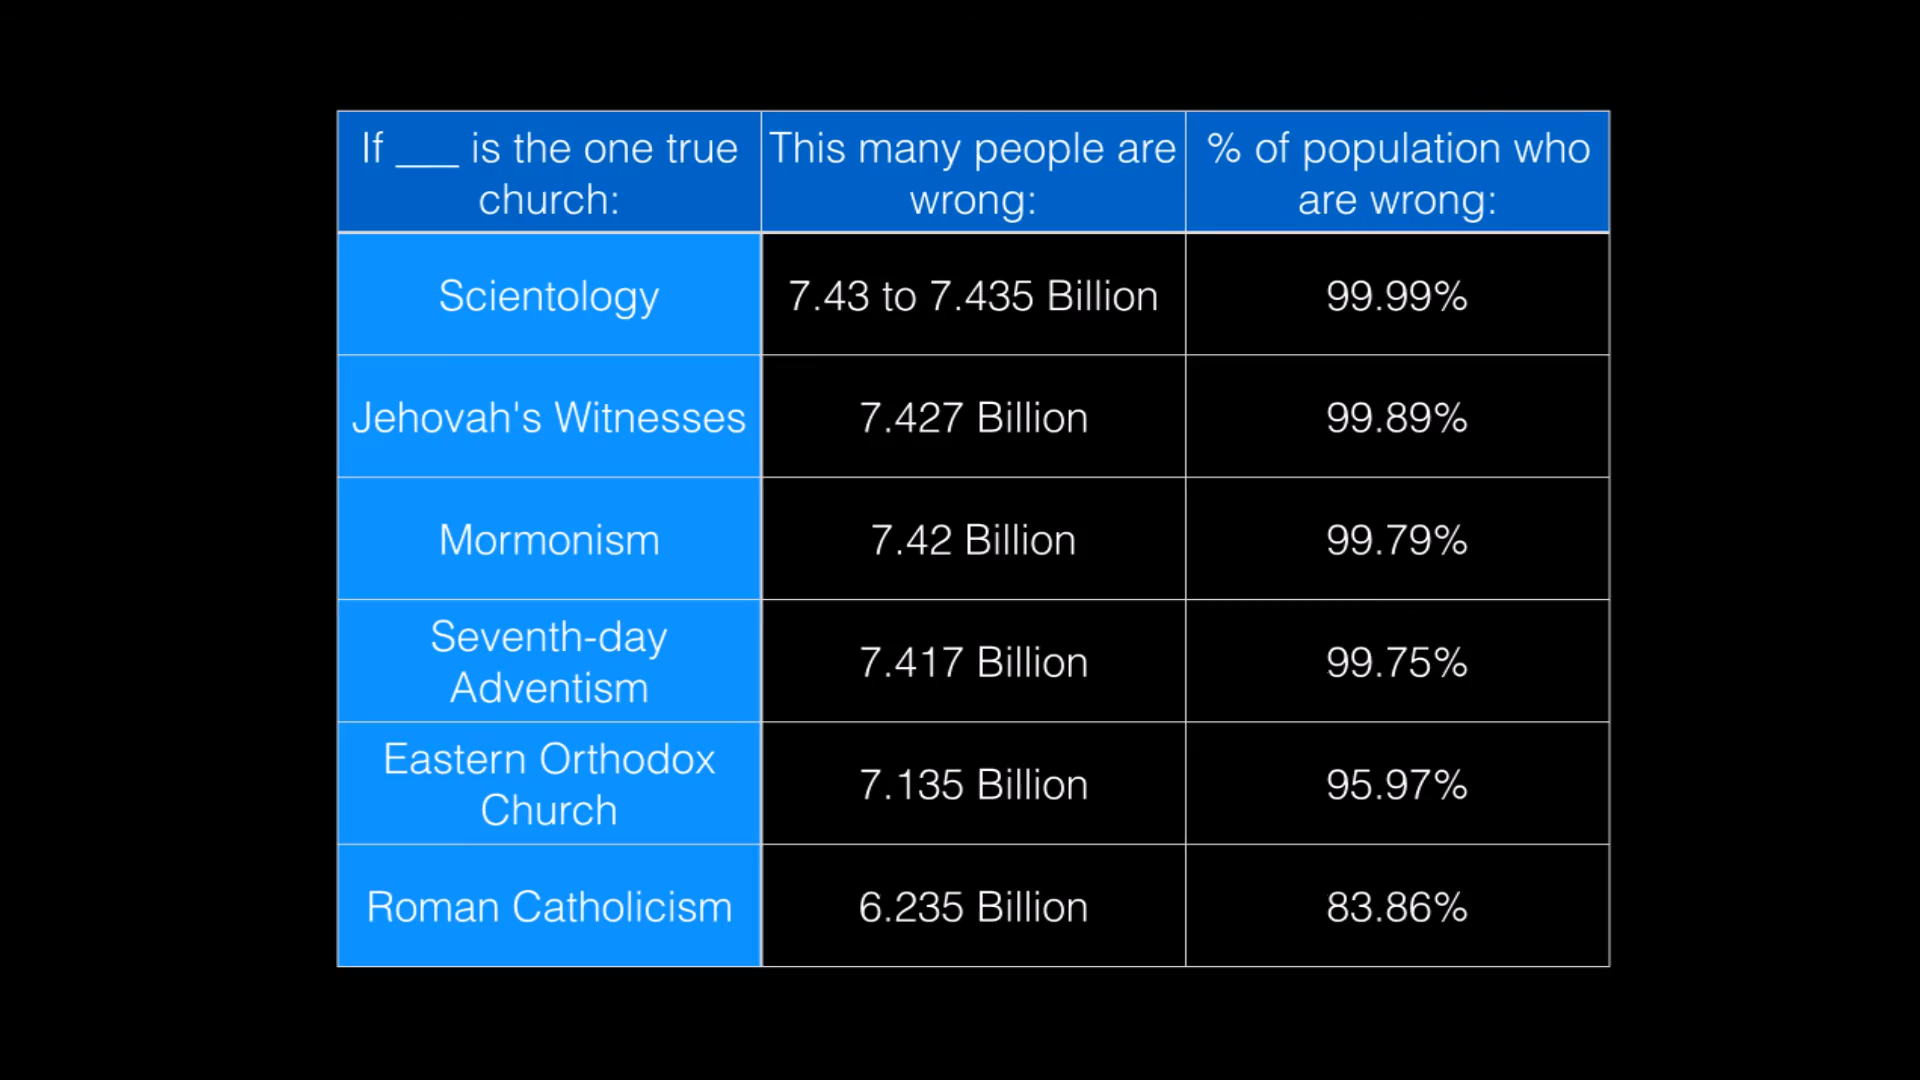 If ___ is the one true
church:
This many people are
wrong:
% of population who
are wrong:
Scientology
7.43 to 7.435 Billion
99.99%
Jehovah's Witnesses
7.427 Billion
99.89%
Mormonism
7.42 Billion
99.79%
Seventh-day
Adventism
7.417 Billion
99.75%
Eastern Orthodox
Church
7.135 Billion
95.97%
Roman Catholicism
6.235 Billion
83.86%